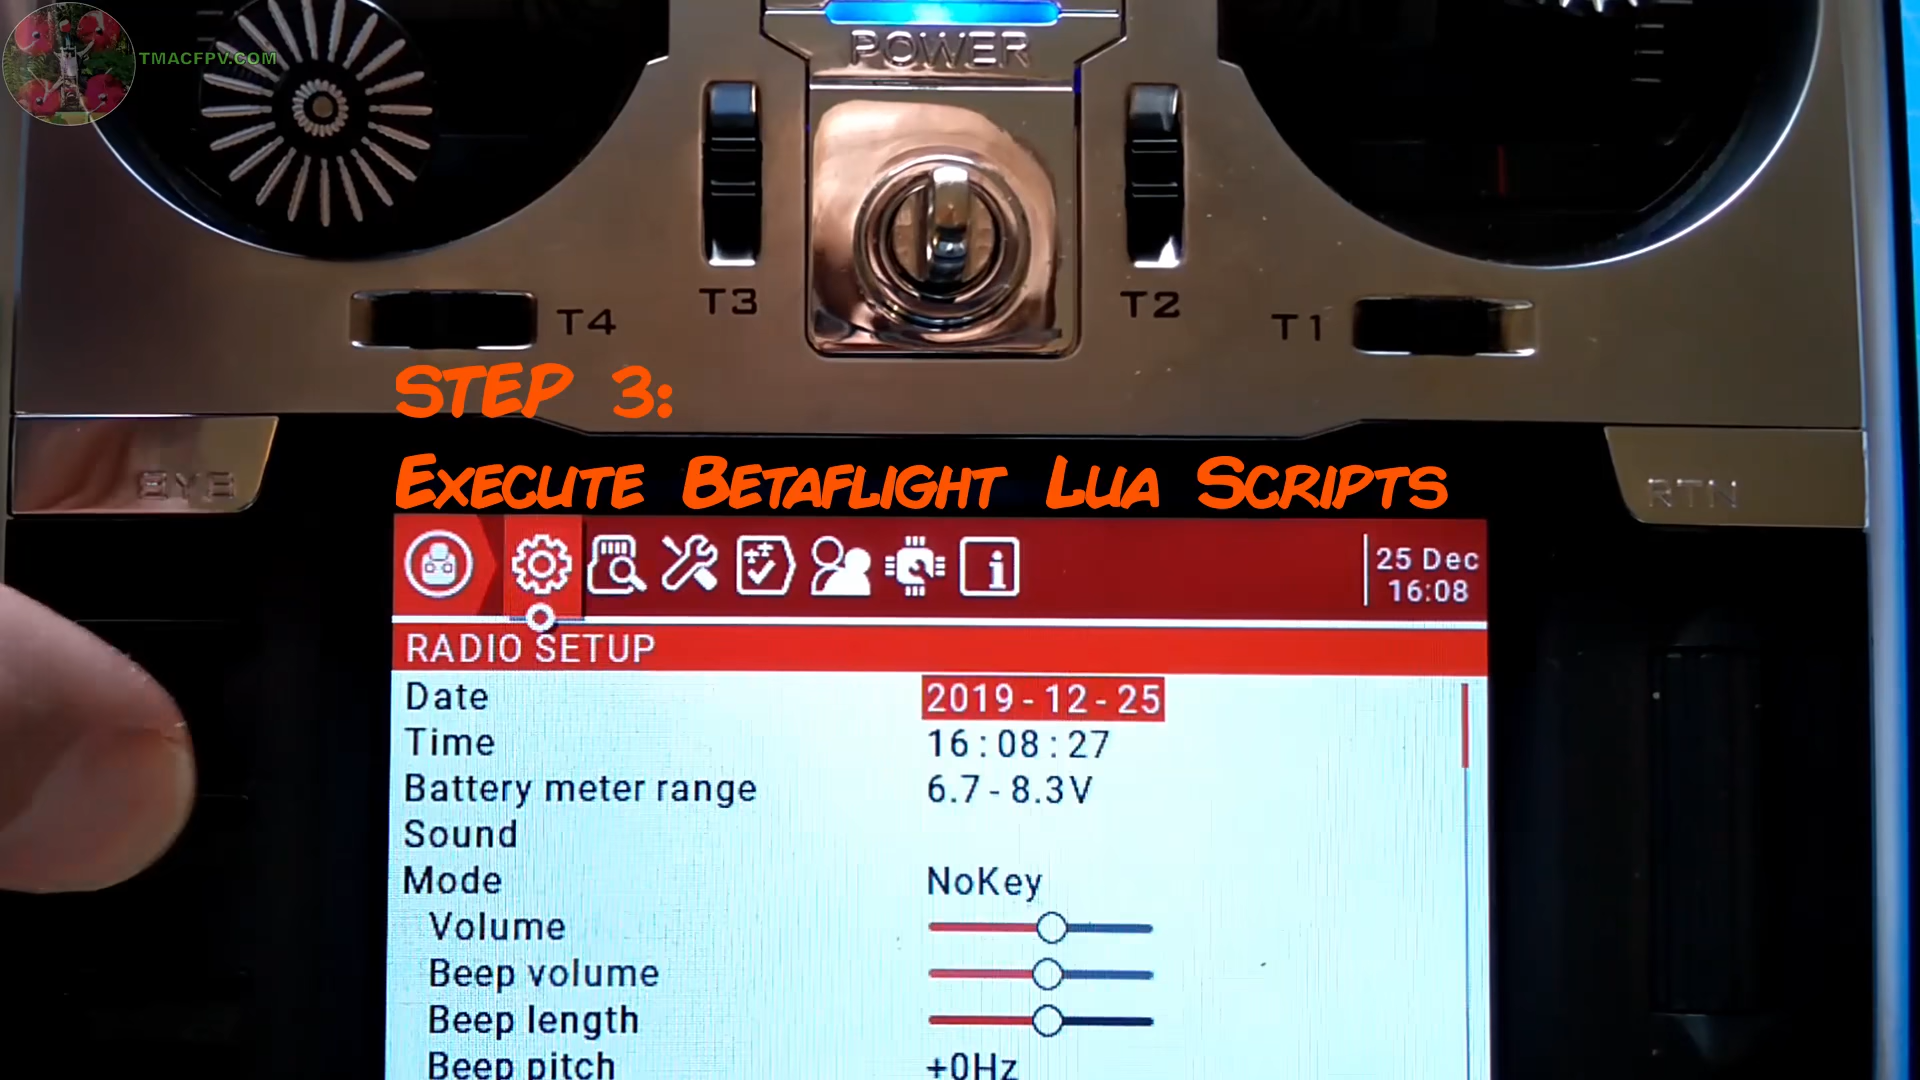 TMACFPV.COM
POWER
T3
T2
T4
T1
STEP 3:
EXECUTE BETAFLIGHT LUA SCRIPTS
SYS
RTN
25 Dec
16:08
RADIO SETUP
Date 2019-12-25
Time 16:08:27
Battery meter range 6.7-8.3V
Sound
Mode NoKey
Volume
Beep volume
Beep length
Beep pitch +0Hz